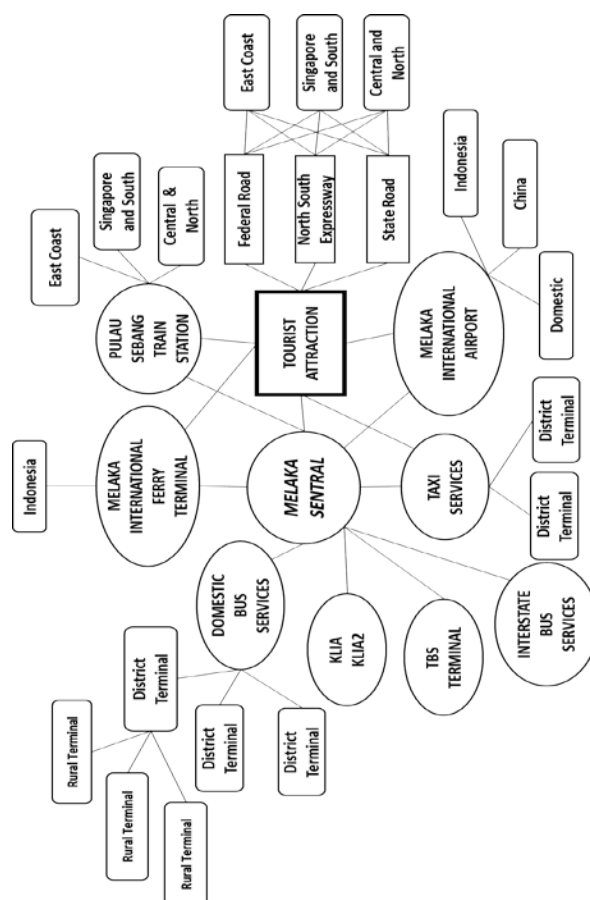 Indonesia
Rural Terminal
Rural Terminal
Rural Terminal
District
Terminal
District
Terminal
District
Terminal
DOMESTIC
BUS
SERVICES
MELAKA
INTERNATIONAL
FERRY
TERMINAL
PULAU
SEBANG
TRAIN
STATION
East Coast
Singapore
and South
Central &
North
KLIA
KLIA2
TBS
TERMINAL
INTERSTATE
BUS
SERVICES
MELAKA
SENTRAL
TOURIST
ATTRACTION
Federal Road
North South
Expressway
State Road
East Coast
Singapore
and South
Central and
North
TAXI
SERVICES
District
Terminal
District
Terminal
MELAKA
INTERNATIONAL
AIRPORT
Domestic
China
Indonesia